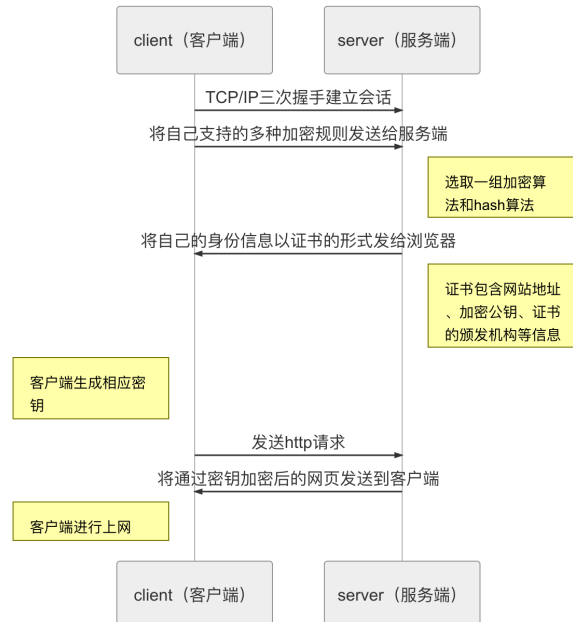 client（客户端）
server（服务端）
TCP/IP三次握手建立会话
将自己支持的多种加密规则发送给服务端
选取一组加密算
法和hash算法
将自己的身份信息以证书的形式发给浏览器
证书包含网站地址
、加密公钥、证书
的颁发机构等信息
客户端生成相应密
钥
发送http请求
将通过密钥加密后的网页发送到客户端
客户端进行上网
client（客户端）
server（服务端）